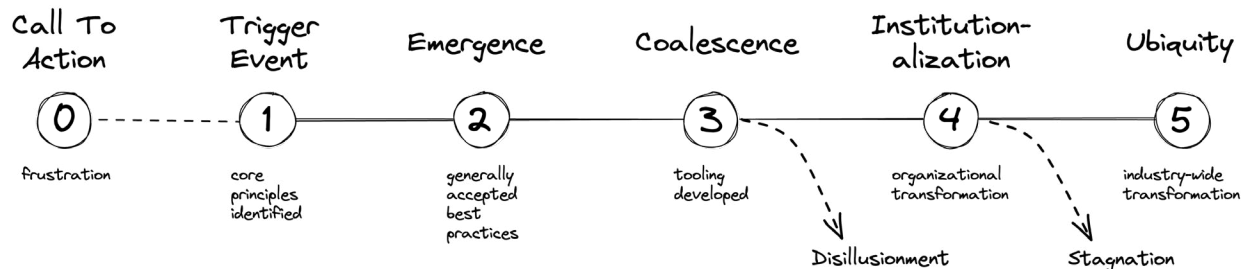 Call To
Action
Trigger
Event
Emergence
Coalescence
Institution-
alization
Ubiquity
0
1
2
3
4
5
frustration
core
principles
identified
generally
accepted
best
practices
tooling
developed
organizational
transformation
industry-wide
transformation
Disillusionment
Stagnation